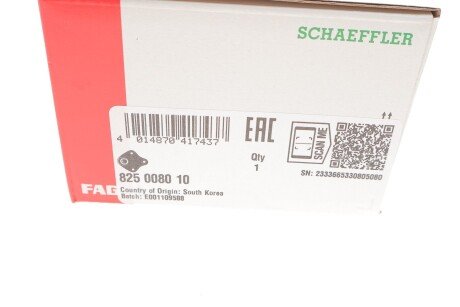 SCHAEFFLER
4 014870 417437
EAC
Qty
1
SCAN ME
SN: 2333665330805080
825 0080 10
Country of Origin: South Korea
Batch: E001109588
FAG